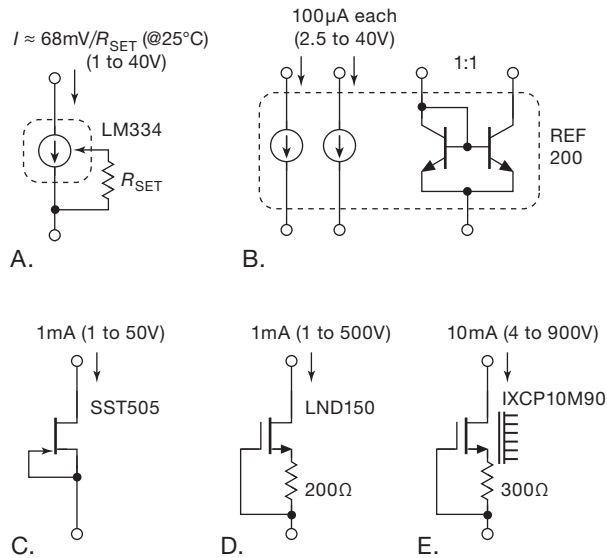 I ≈ 68mV/RSET (@25°C)
(1 to 40V)
LM334
RSET
A.
100µA each
(2.5 to 40V)
1:1
REF
200
B.
1mA (1 to 50V)
SST505
C.
1mA (1 to 500V)
LND150
200Ω
D.
10mA (4 to 900V)
IXCP10M90
300Ω
E.